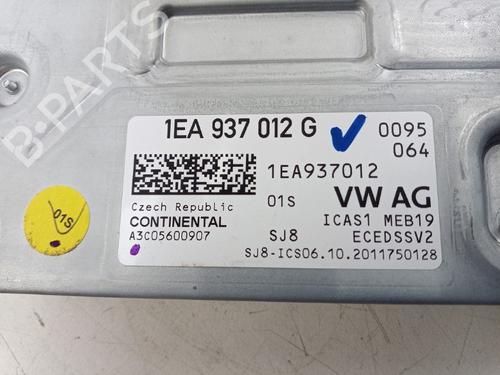 B-PARTS
1EA 937 012 G
0095
064
1EA937012
01S
VW AG
Czech Republic
CONTINENTAL
A3C05600907
ICAS1 MEB19
SJ8
ECEDSSV2
SJ8-ICS06.10.2011750128
01S